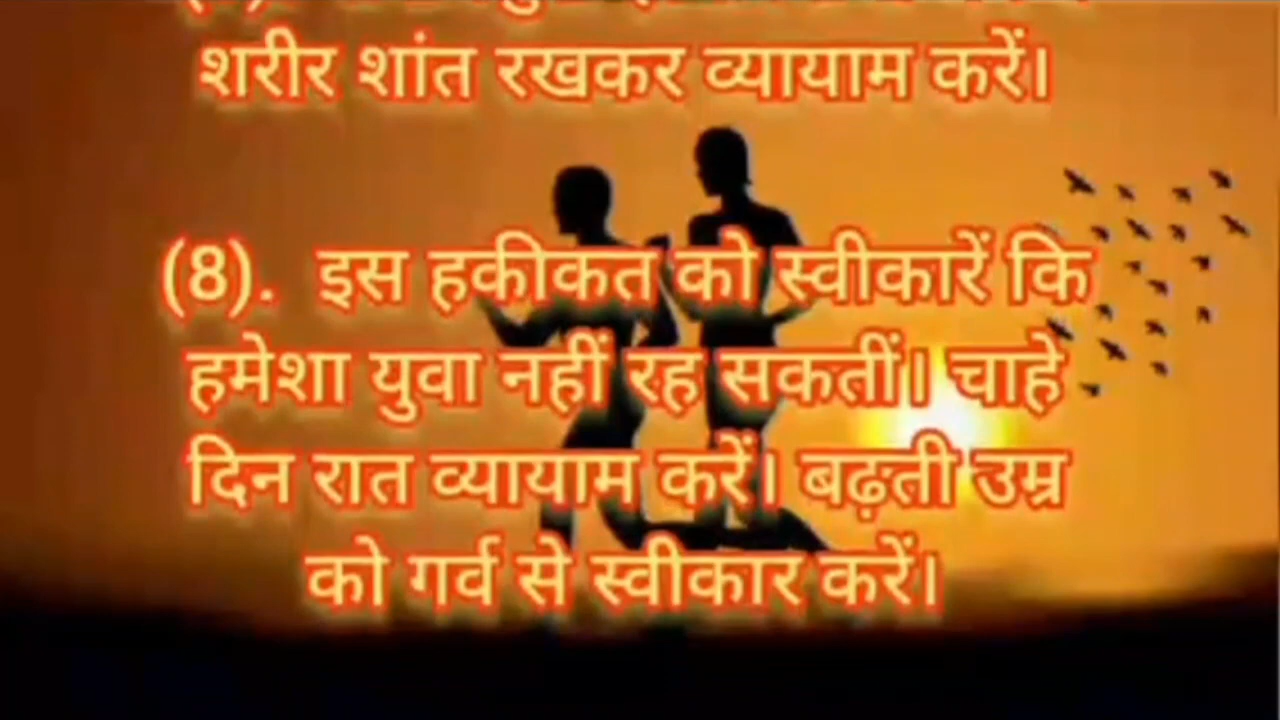 शरीर शांत रखकर व्यायाम करें।
(8). इस हकीकत को स्वीकारें कि
हमेशा युवा नहीं रह सकतीं। चाहे
दिन रात व्यायाम करें। बढ़ती उम्र
को गर्व से स्वीकार करें।